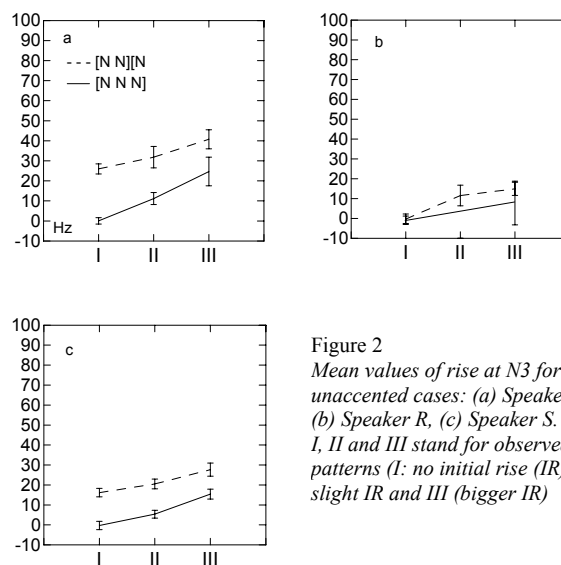 100
90
80
70
60
50
40
30
20
10
0
-10
a
[N N][N
[N N N]
Hz
I II III
100
90
80
70
60
50
40
30
20
10
0
-10
b
I II III
100
90
80
70
60
50
40
30
20
10
0
-10
c
I II III
Figure 2
Mean values of rise at N3 for
unaccented cases: (a) Speake
(b) Speaker R, (c) Speaker S.
I, II and III stand for observe
patterns (I: no initial rise (IR)
slight IR and III (bigger IR)